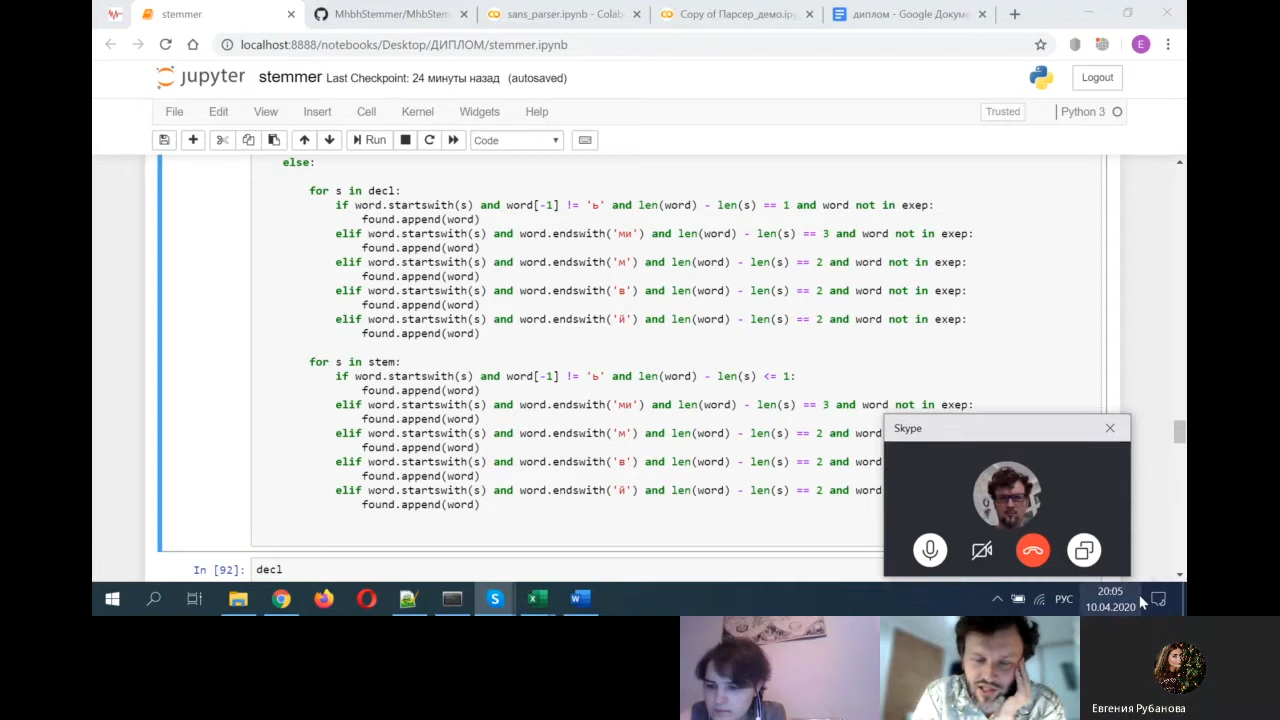 stemmer
MhbhStemmer/MhbStem
sans_parser.ipynb - Colab
Copy of Парсер_демо.ipy
диплом - Google Докуме
localhost:8888/notebooks/Desktop/ДИПЛОМ/stemmer.ipynb
E
jupyter stemmer Last Checkpoint: 24 минуты назад (autosaved)
Logout
File Edit View Insert Cell Kernel Widgets Help
Trusted
Python 3
Run
Code
else:
for s in decl:
if word.startswith(s) and word[-1] != 'ь' and len(word) - len(s) == 1 and word not in exep:
found.append(word)
elif word.startswith(s) and word.endswith('ми') and len(word) - len(s) == 3 and word not in exep:
found.append(word)
elif word.startswith(s) and word.endswith('м') and len(word) - len(s) == 2 and word not in exep:
found.append(word)
elif word.startswith(s) and word.endswith('в') and len(word) - len(s) == 2 and word not in exep:
found.append(word)
elif word.startswith(s) and word.endswith('й') and len(word) - len(s) == 2 and word not in exep:
found.append(word)
for s in stem:
if word.startswith(s) and word[-1] != 'ь' and len(word) - len(s) <= 1:
found.append(word)
elif word.startswith(s) and word.endswith('ми') and len(word) - len(s) == 3 and word not in exep:
found.append(word)
elif word.startswith(s) and word.endswith('м') and len(word) - len(s) == 2 and word
found.append(word)
elif word.startswith(s) and word.endswith('в') and len(word) - len(s) == 2 and word
found.append(word)
elif word.startswith(s) and word.endswith('й') and len(word) - len(s) == 2 and word
found.append(word)
Skype
In [92]: decl
РУС
20:05
10.04.2020
Евгения Рубанова